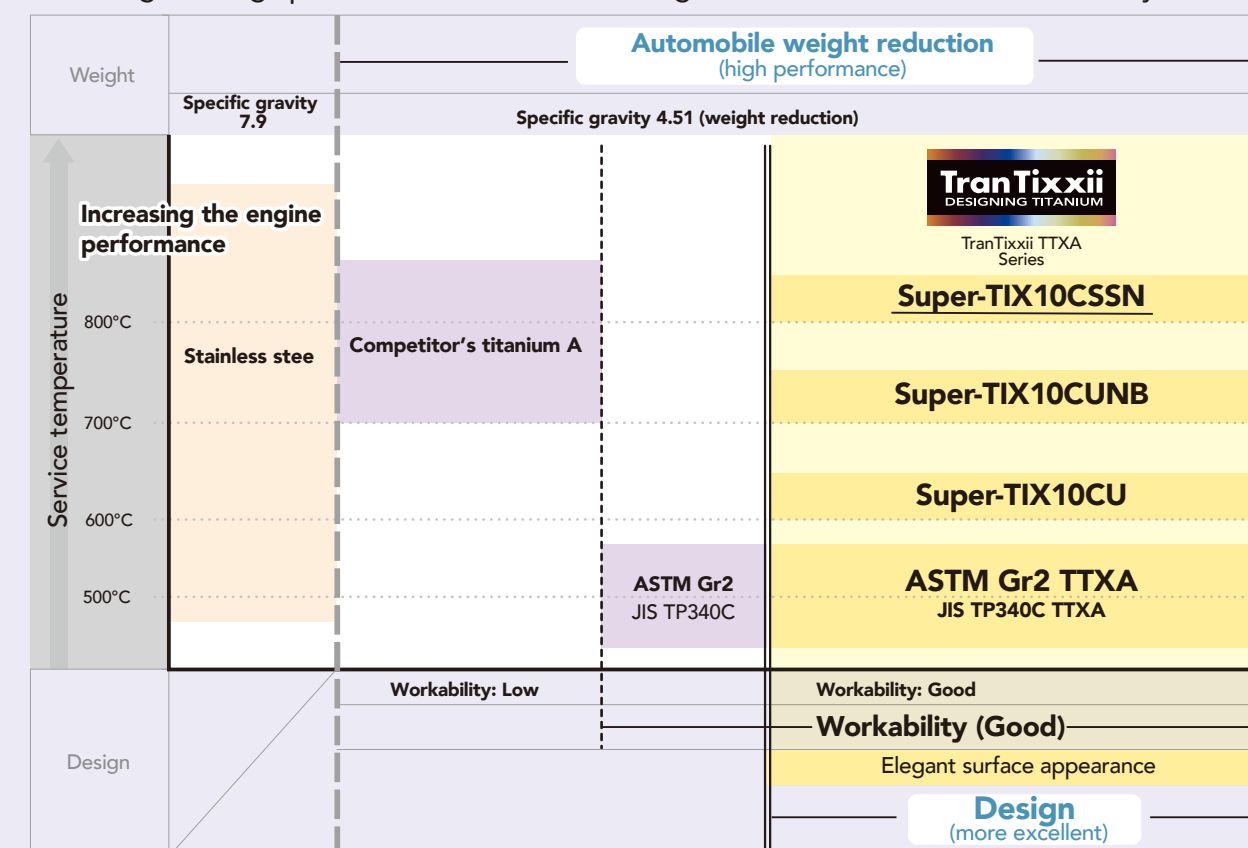 Weight
Automobile weight reduction
(high performance)
Specific gravity
7.9
Specific gravity 4.51 (weight reduction)
TranTixxii
DESIGNING TITANIUM
TranTixxii TTXA
Series
Increasing the engine
performance
Service temperature
800°C
700°C
600°C
500°C
Stainless stee
Competitor's titanium A
ASTM Gr2
JIS TP340C
Super-TIX10CSSN
Super-TIX10CUNB
Super-TIX10CU
ASTM Gr2 TTXA
JIS TP340C TTXA
Workability: Low
Workability: Good
Workability (Good)
Design
Elegant surface appearance
Design
(more excellent)